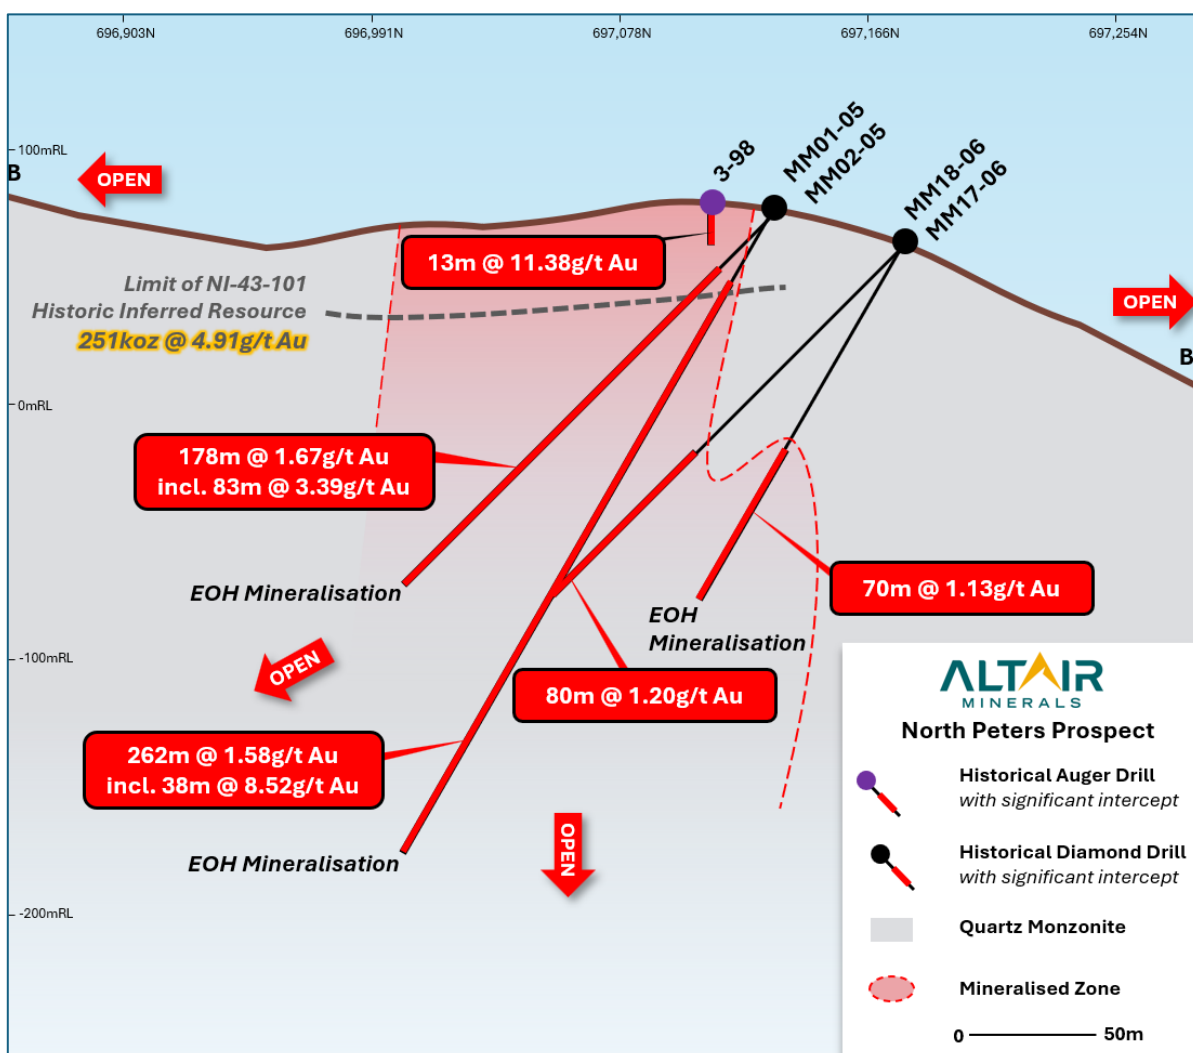 696,903N
696,991N
697,078N
697,166N
697,254N
100mRL
B
OPEN
3-98
MM01-05
MM02-05
MM18-06
MM17-06
13m @ 11.38g/t Au
Limit of NI-43-101
Historic Inferred Resource
251koz @ 4.91g/t Au
OPEN
B
0mRL
178m @ 1.67g/t Au
incl. 83m @ 3.39g/t Au
EOH Mineralisation
70m @ 1.13g/t Au
EOH
Mineralisation
-100mRL
OPEN
80m @ 1.20g/t Au
262m @ 1.58g/t Au
incl. 38m @ 8.52g/t Au
EOH Mineralisation
OPEN
-200mRL
ALTAIR
MINERALS
North Peters Prospect
Historical Auger Drill
with significant intercept
Historical Diamond Drill
with significant intercept
Quartz Monzonite
Mineralised Zone
0 50m